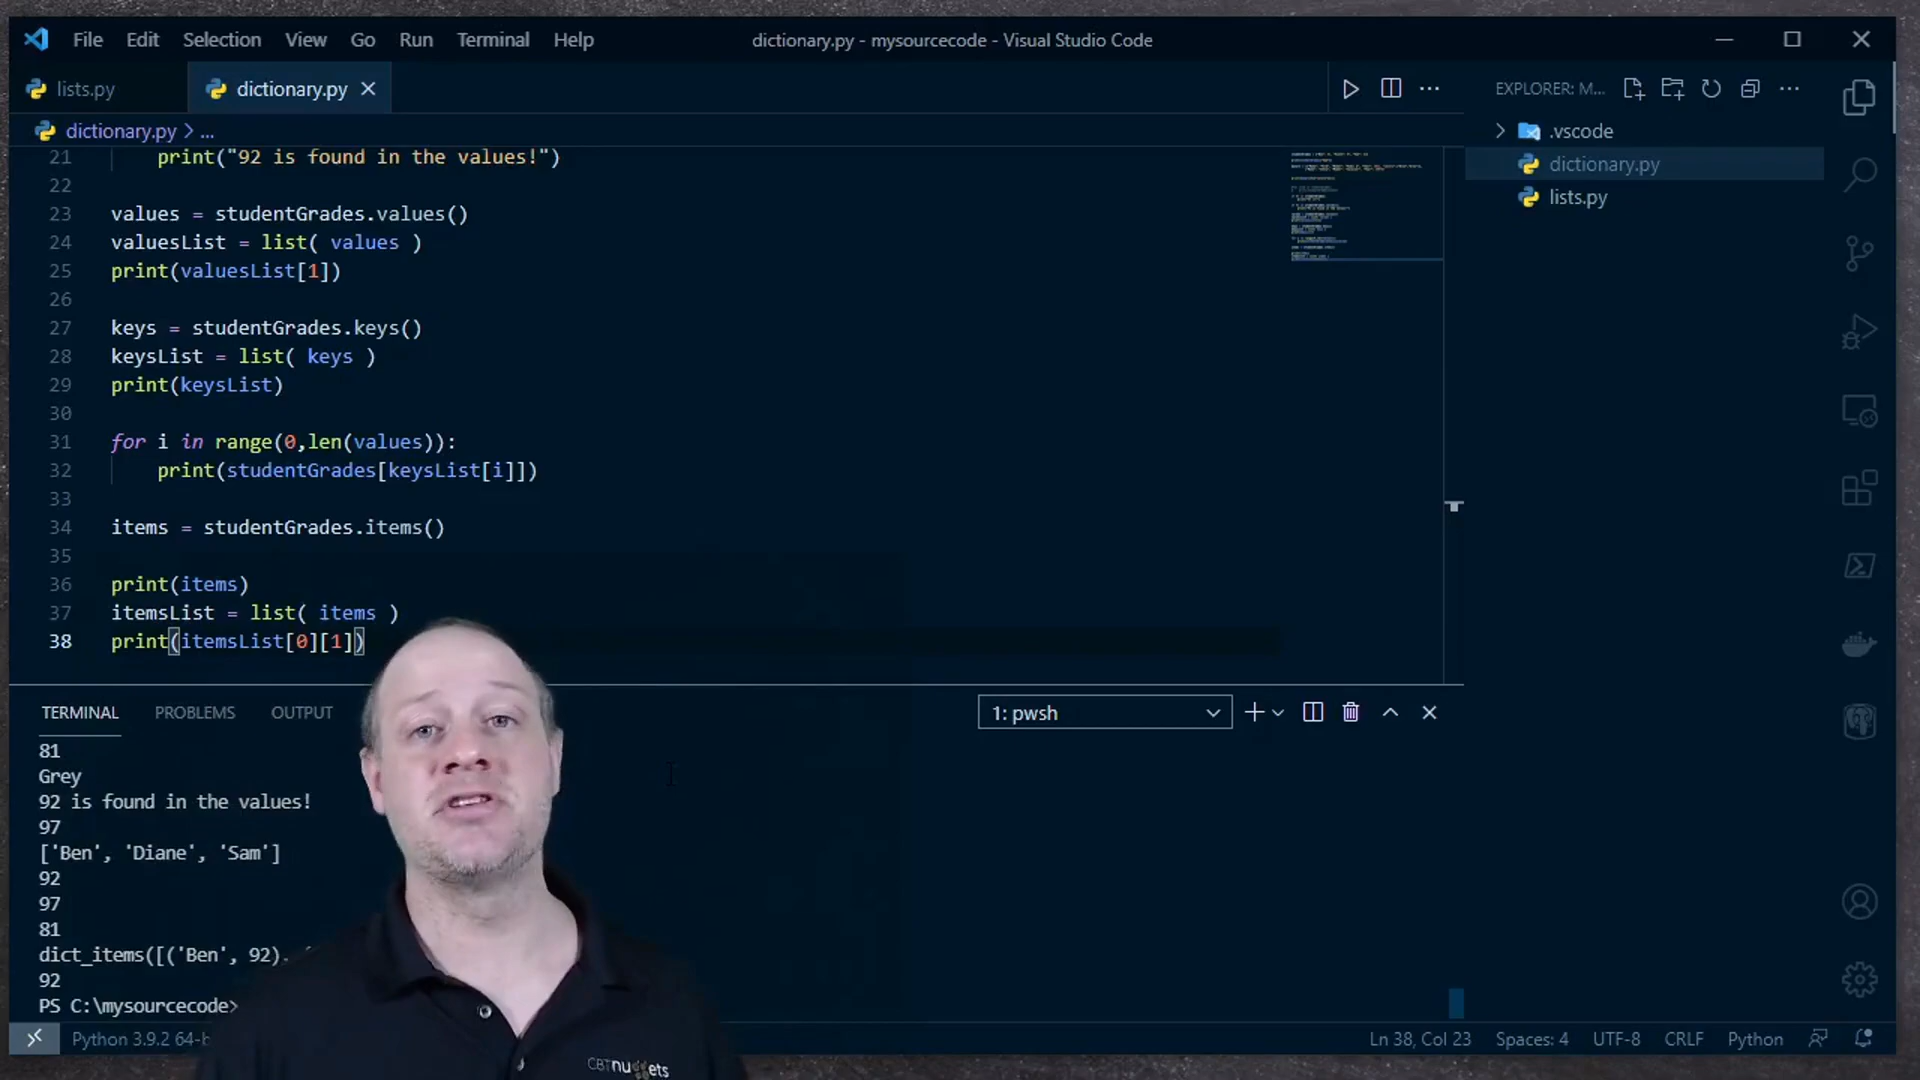 File Edit Selection View Go Run Terminal Help
dictionary.py - mysourcecode - Visual Studio Code
lists.py
dictionary.py
EXPLORER: M...
dictionary.py > ...
.vscode
dictionary.py
lists.py
21 print("92 is found in the values!")
22
23 values = studentGrades.values()
24 valuesList = list( values )
25 print(valuesList[1])
26
27 keys = studentGrades.keys()
28 keysList = list( keys )
29 print(keysList)
30
31 for i in range(0,len(values)):
32 print(studentGrades[keysList[i]])
33
34 items = studentGrades.items()
35
36 print(items)
37 itemsList = list( items )
38 print(itemsList[0][1])
TERMINAL PROBLEMS OUTPUT
1: pwsh
81
Grey
92 is found in the values!
97
['Ben', 'Diane', 'Sam']
92
97
81
dict_items([('Ben', 92),
92
PS C:\mysourcecode>
Python 3.9.2 64-b
Ln 38, Col 23 Spaces: 4 UTF-8 CRLF Python
CBTnuggets